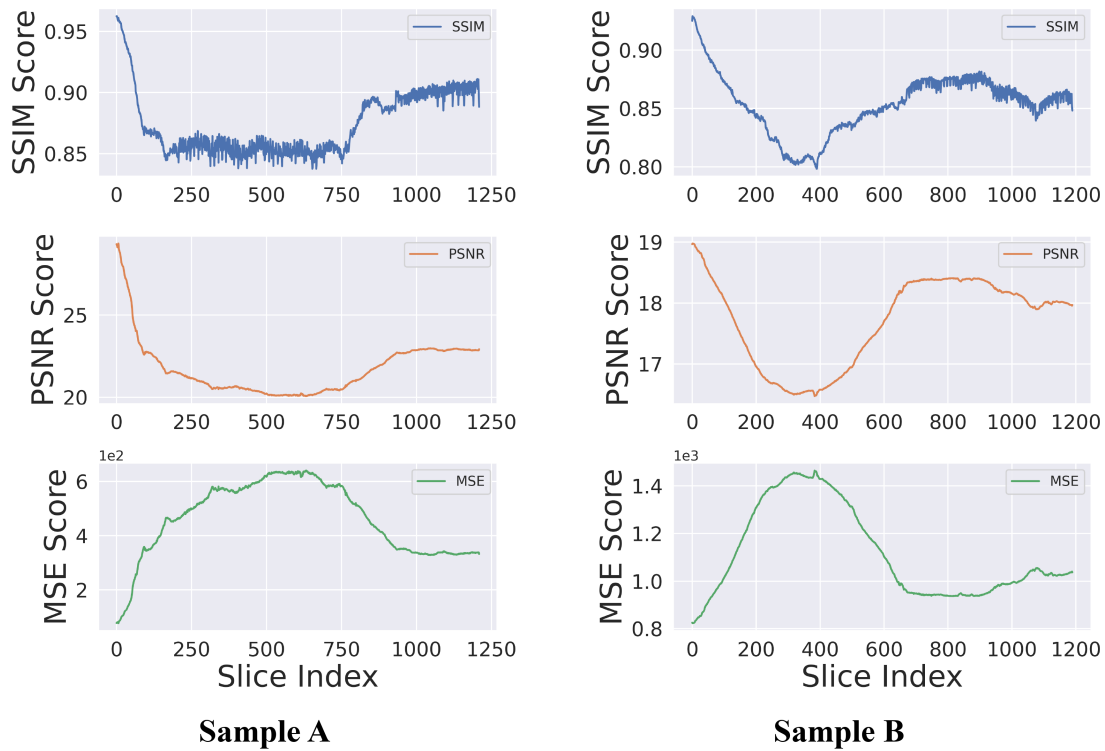 SSIM Score
0.95
0.90
0.85
SSIM
0 250 500 750 1000 1250
PSNR Score
25
20
PSNR
0 250 500 750 1000 1250
1e2
MSE Score
6
4
2
MSE
0 250 500 750 1000 1250
Slice Index
Sample A
SSIM Score
0.90
0.85
0.80
SSIM
0 200 400 600 800 1000 1200
PSNR Score
19
18
17
PSNR
0 200 400 600 800 1000 1200
1e3
MSE Score
1.4
1.2
1.0
0.8
MSE
0 200 400 600 800 1000 1200
Slice Index
Sample B